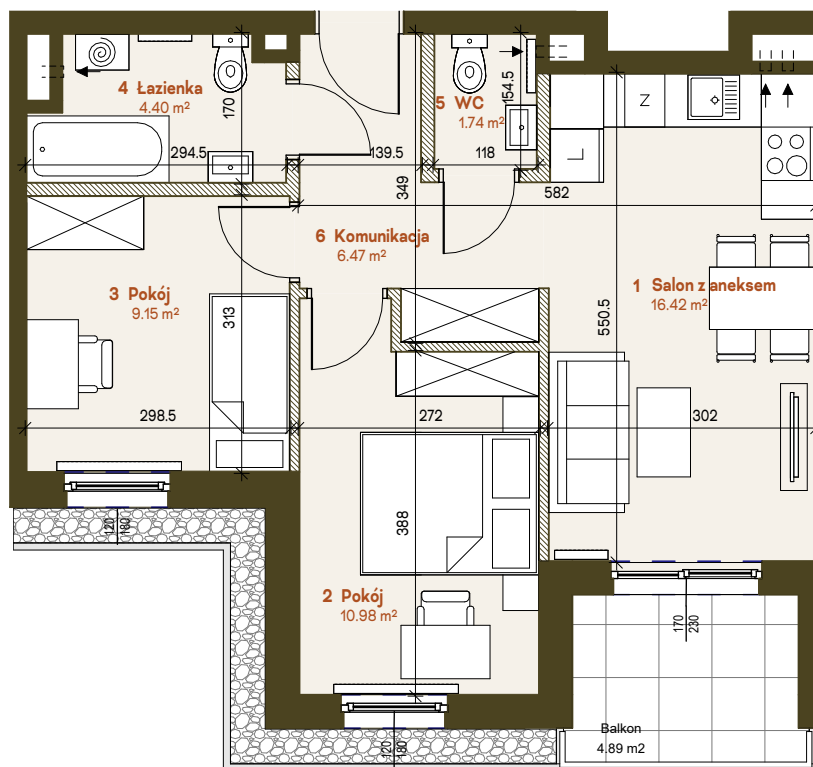 4 Łazienka
4.40 m²
170
294.5
139.5
349
5 WC
1.74 m²
154.5
118
Z
L
582
6 Komunikacja
6.47 m²
3 Pokój
9.15 m²
313
298.5
1 Salon z aneksem
16.42 m²
550.5
272
302
388
2 Pokój
10.98 m²
120
160
170
230
120
180
Balkon
4.89 m2